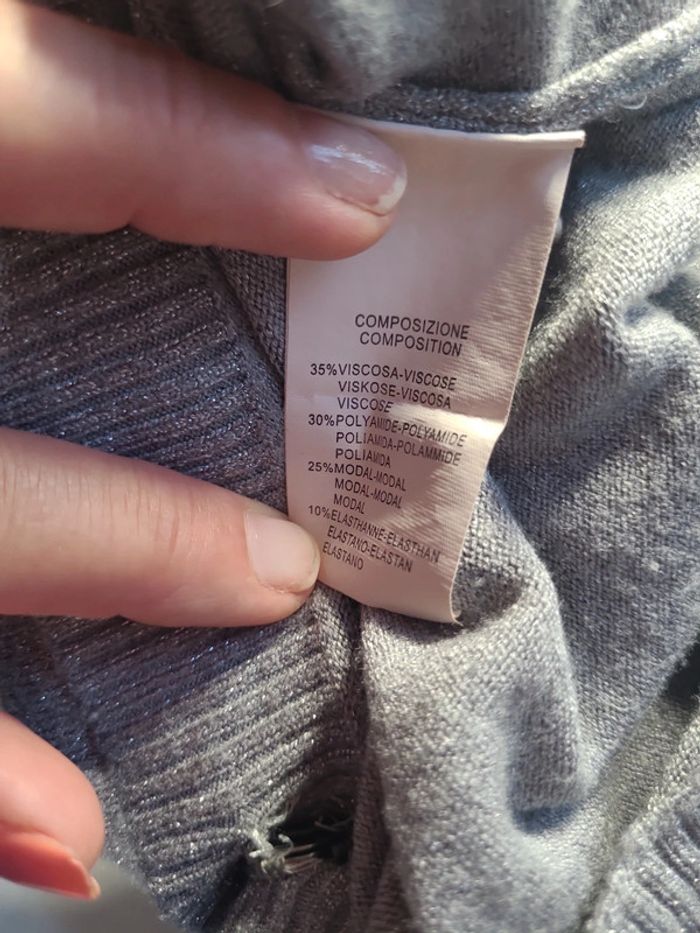 COMPOSIZIONE
COMPOSITION
35%VISCOSA-VISCOSE
VISKOSE-VISCOSA
VISCOSE
30%POLYAMIDE-POLYAMIDE
POLIAMIDA-POLAMMIDE
POLIAMIDA
25%MODAL-MODAL
MODAL-MODAL
MODAL
10%ELASTHANNE-ELASTHAN
ELASTANO-ELASTAN
ELASTANO